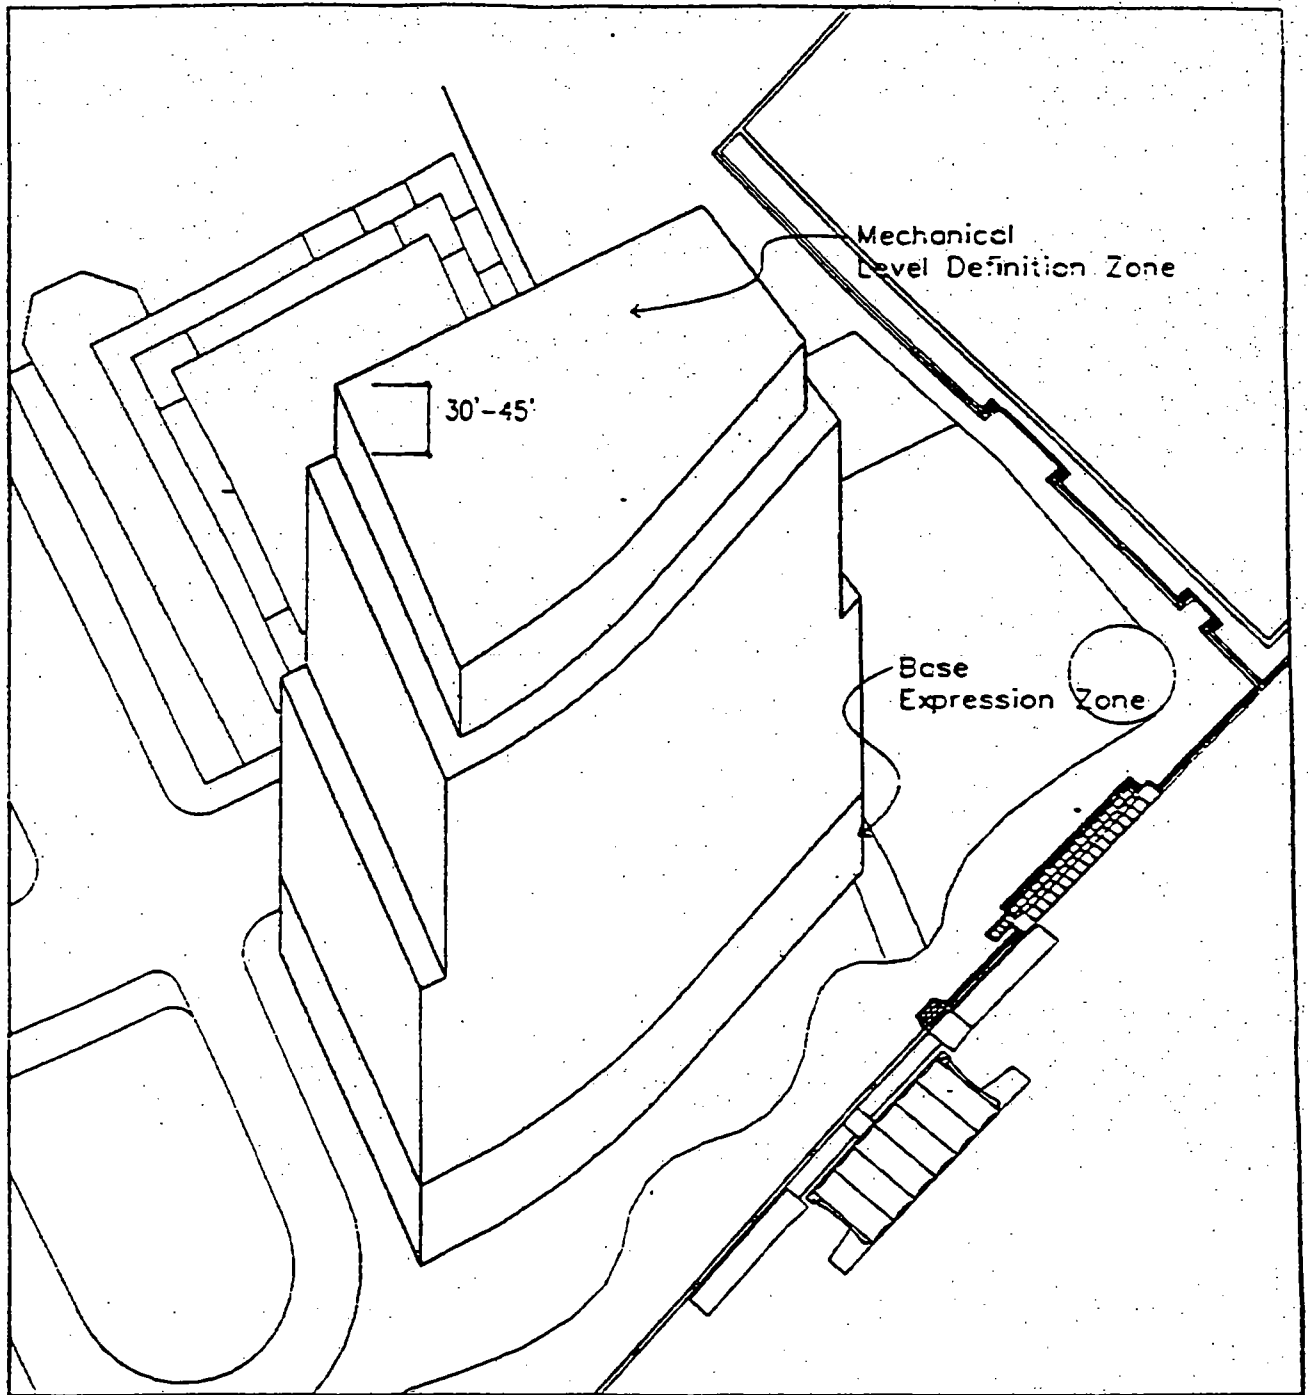 Mechanical
Level Definition Zone
30'-45'
Base
Expression Zone